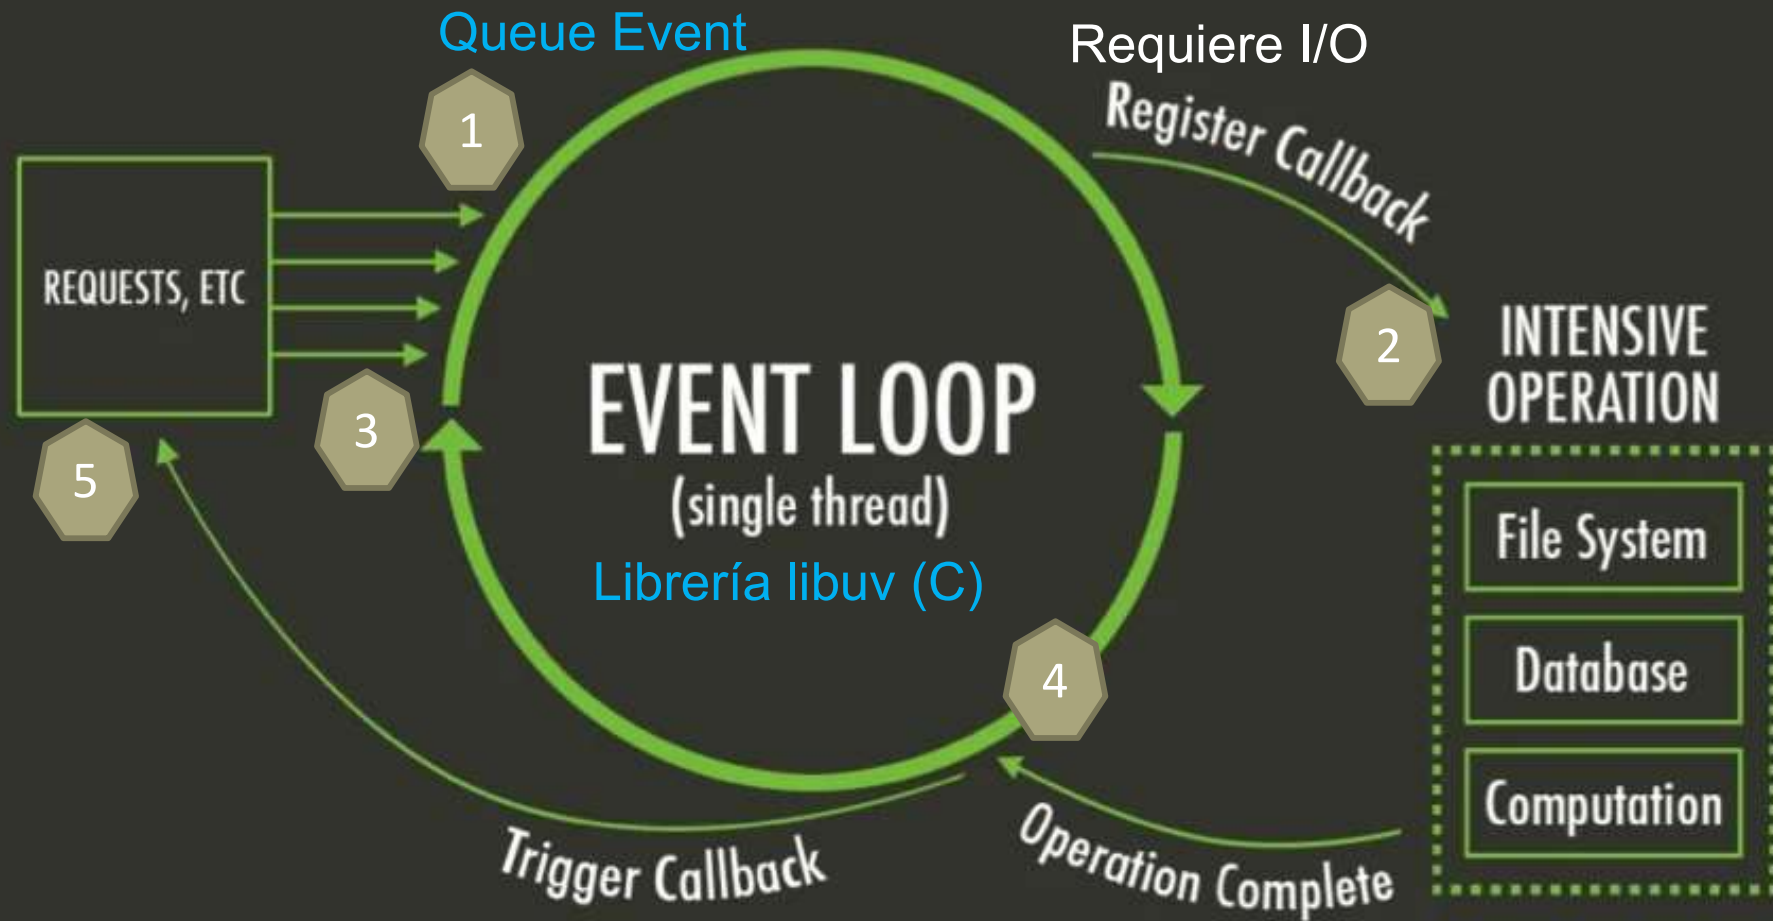 Queue Event
Requiere I/O
1
Register Callback
REQUESTS, ETC
2
INTENSIVE
OPERATION
EVENT LOOP
(single thread)
3
5
File System
Librería libuv (C)
Database
4
Computation
Trigger Callback
Operation Complete